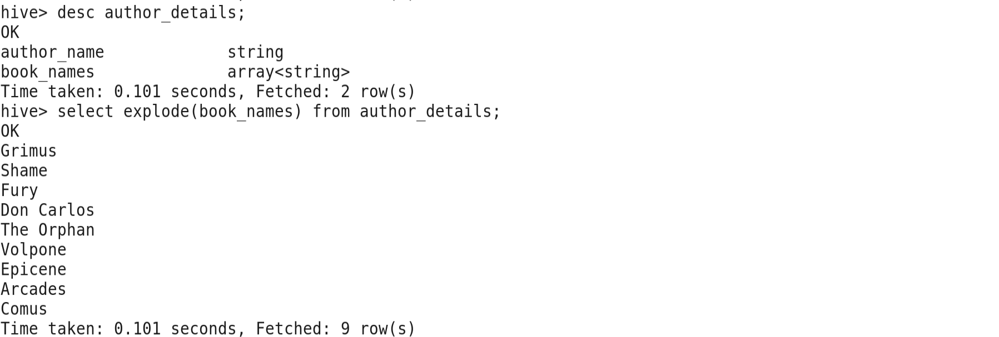 hive> desc author_details;
OK
author_name             string
book_names              array<string>
Time taken: 0.101 seconds, Fetched: 2 row(s)
hive> select explode(book_names) from author_details;
OK
Grimus
Shame
Fury
Don Carlos
The Orphan
Volpone
Epicene
Arcades
Comus
Time taken: 0.101 seconds, Fetched: 9 row(s)